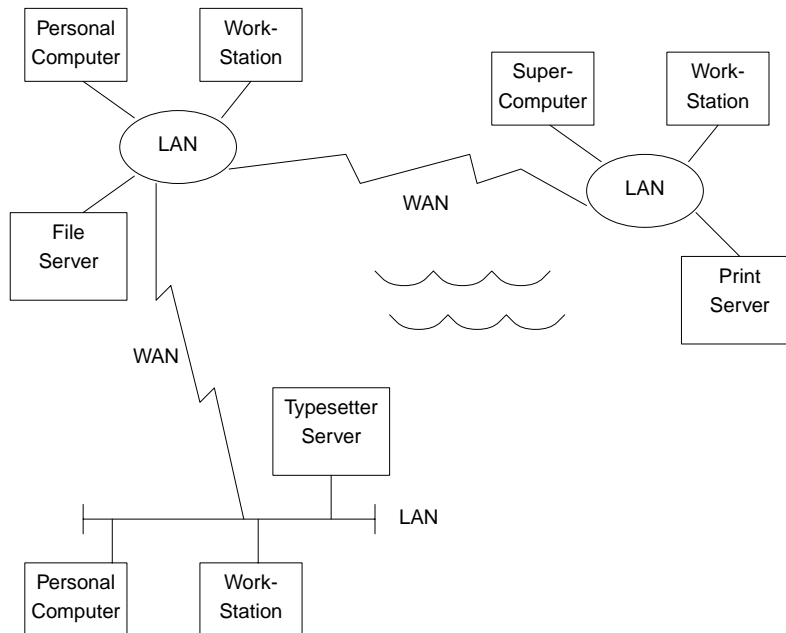 Personal
Computer
Work-
Station
LAN
File
Server
Super-
Computer
Work-
Station
LAN
Print
Server
WAN
WAN
Typesetter
Server
LAN
Personal
Computer
Work-
Station